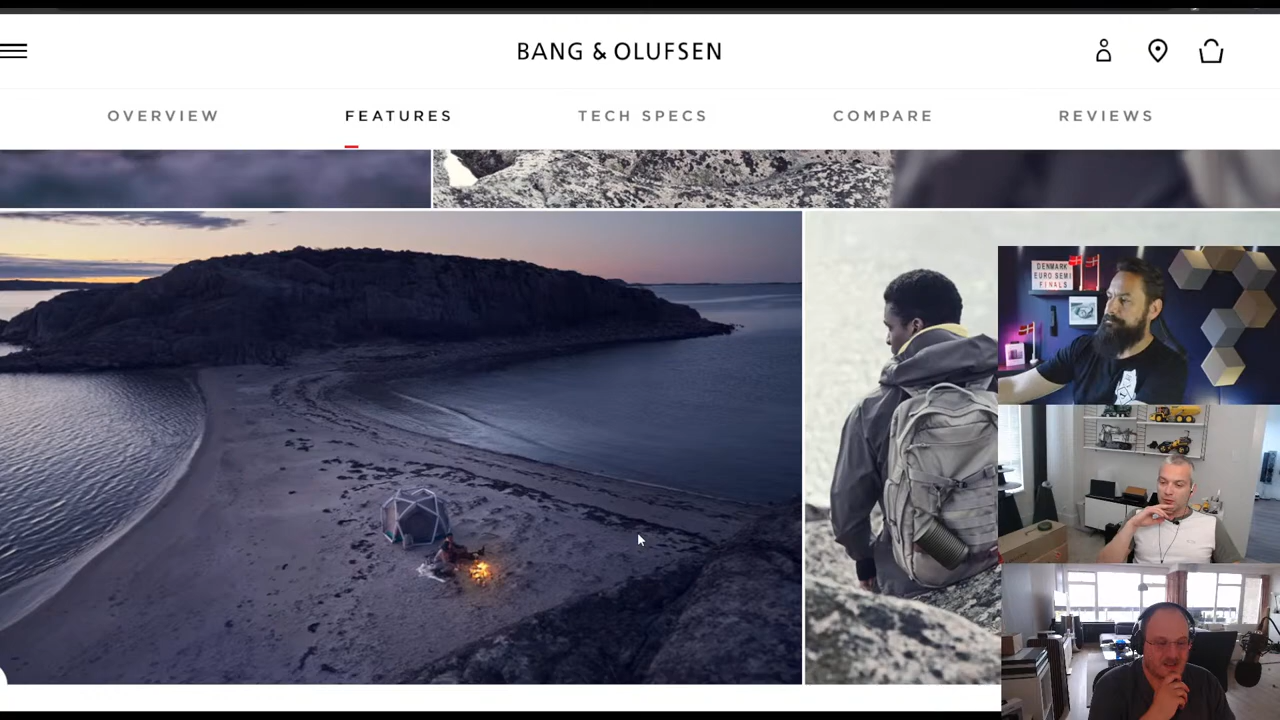 BANG & OLUFSEN
OVERVIEW FEATURES TECH SPECS COMPARE REVIEWS
DENMARK
EURO SEMI
FINALS